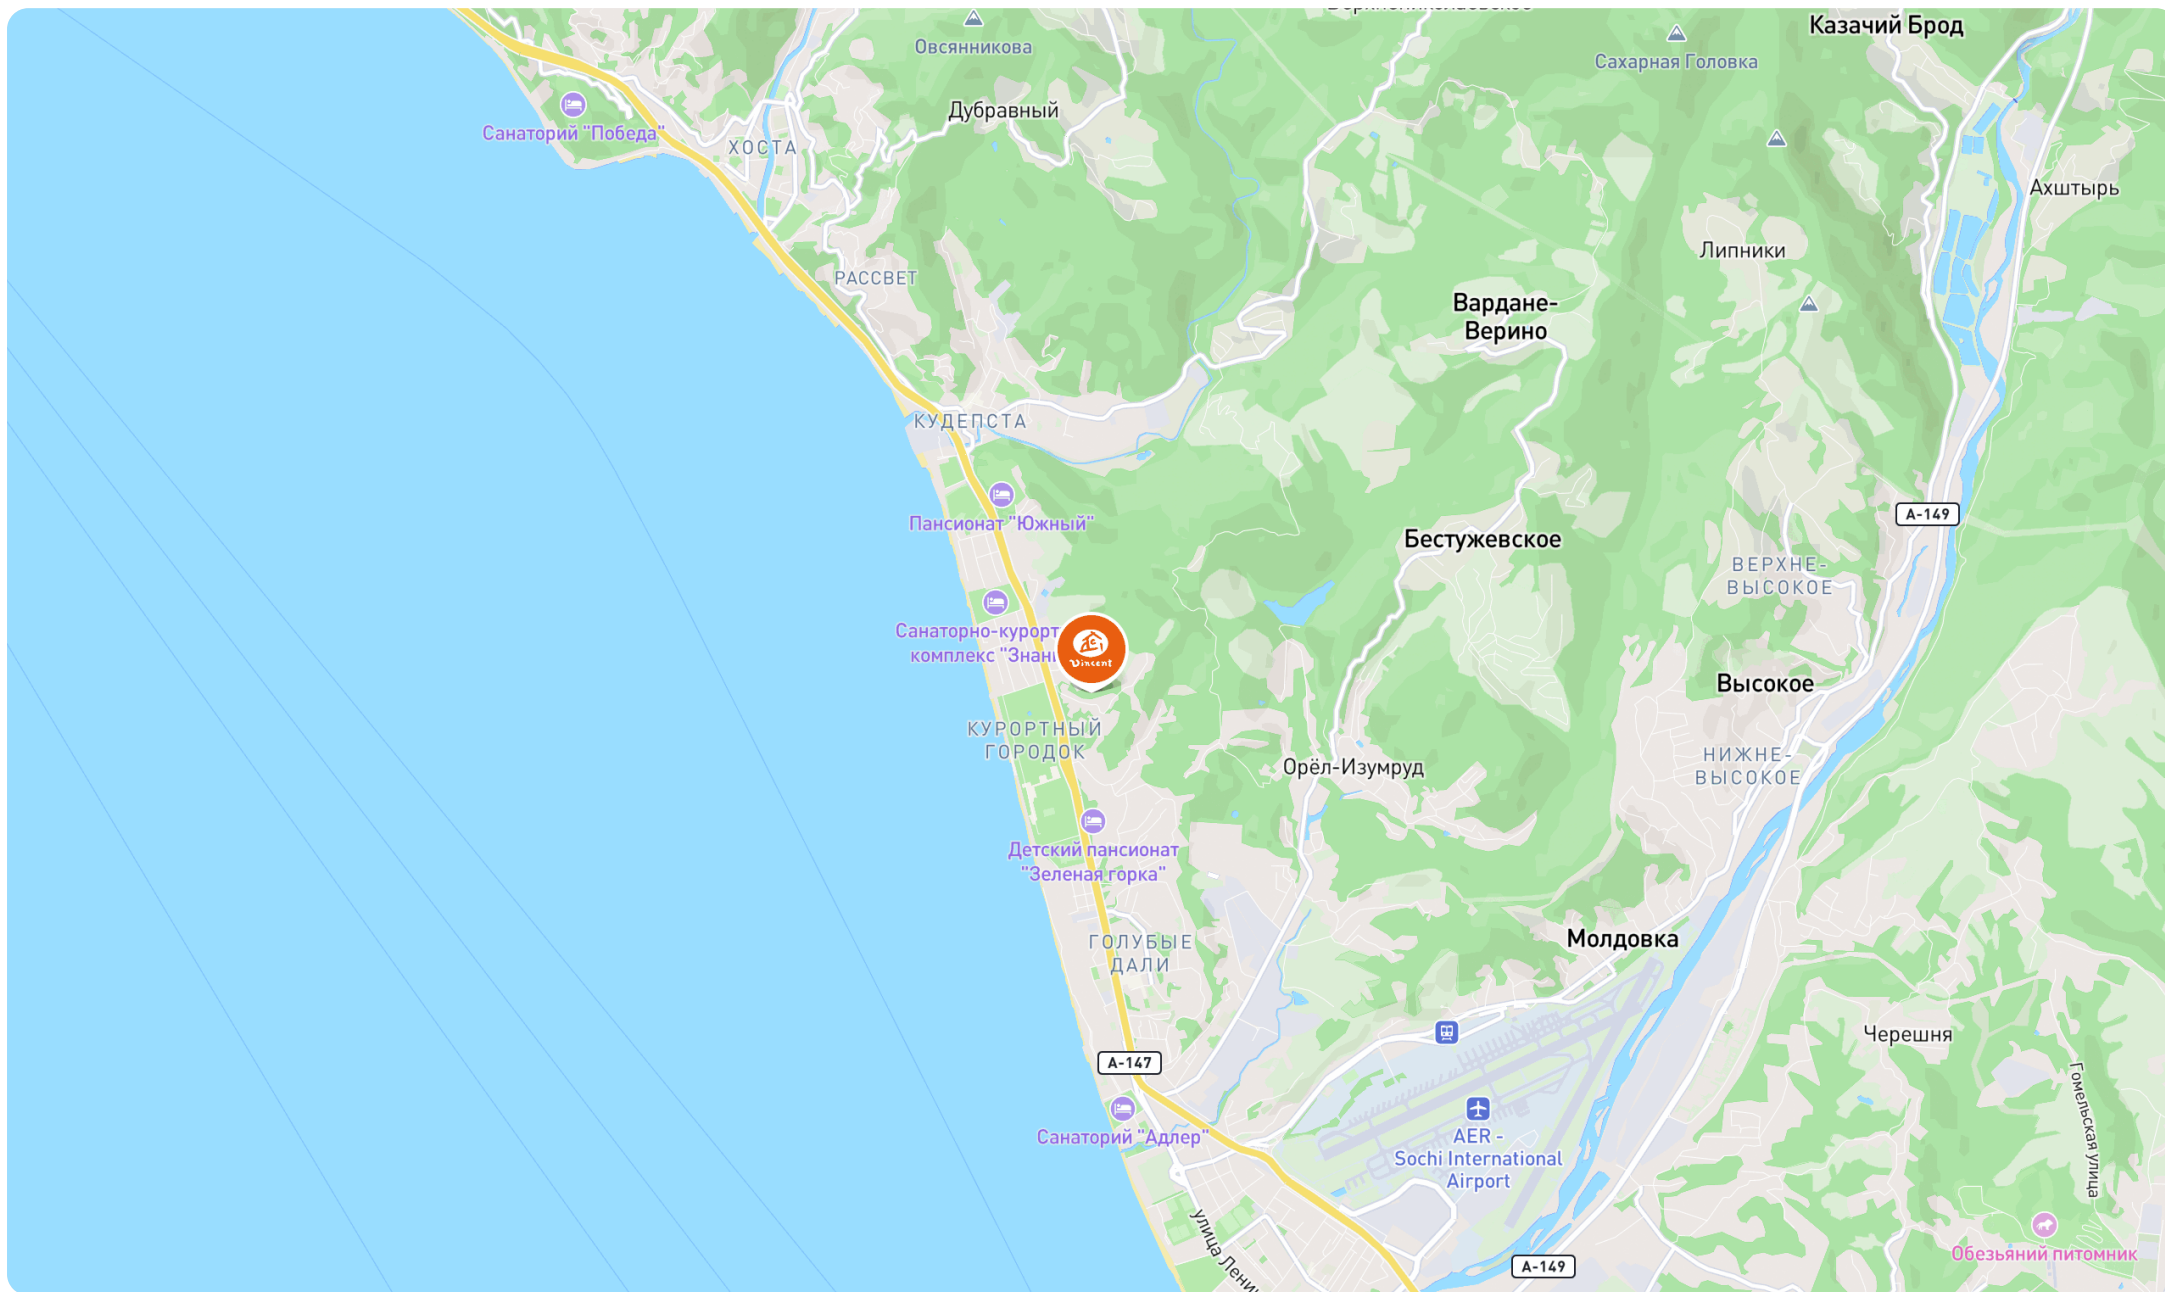 Казачий Брод
Овсянникова
Сахарная Головка
Дубравный
Санаторий "Победа"
ХОСТА
Ахштырь
Липники
РАССВЕТ
Вардане-
Верино
КУДЕПСТА
А-149
Пансионат "Южный"
Бестужевское
ВЕРХНЕ-
ВЫСОКОЕ
Санаторно-курорт
комплекс "Знан
Vincent
Высокое
КУРОРТНЫЙ
ГОРОДОК
НИЖНЕ-
ВЫСОКОЕ
Орёл-Изумруд
Детский пансионат
"Зеленая горка"
ГОЛУБЫЕ
ДАЛИ
Молдовка
Черешня
А-147
Гомельская улица
Санаторий "Адлер"
AER -
Sochi International
Airport
улица Лени
Обезьяний питомник
А-149